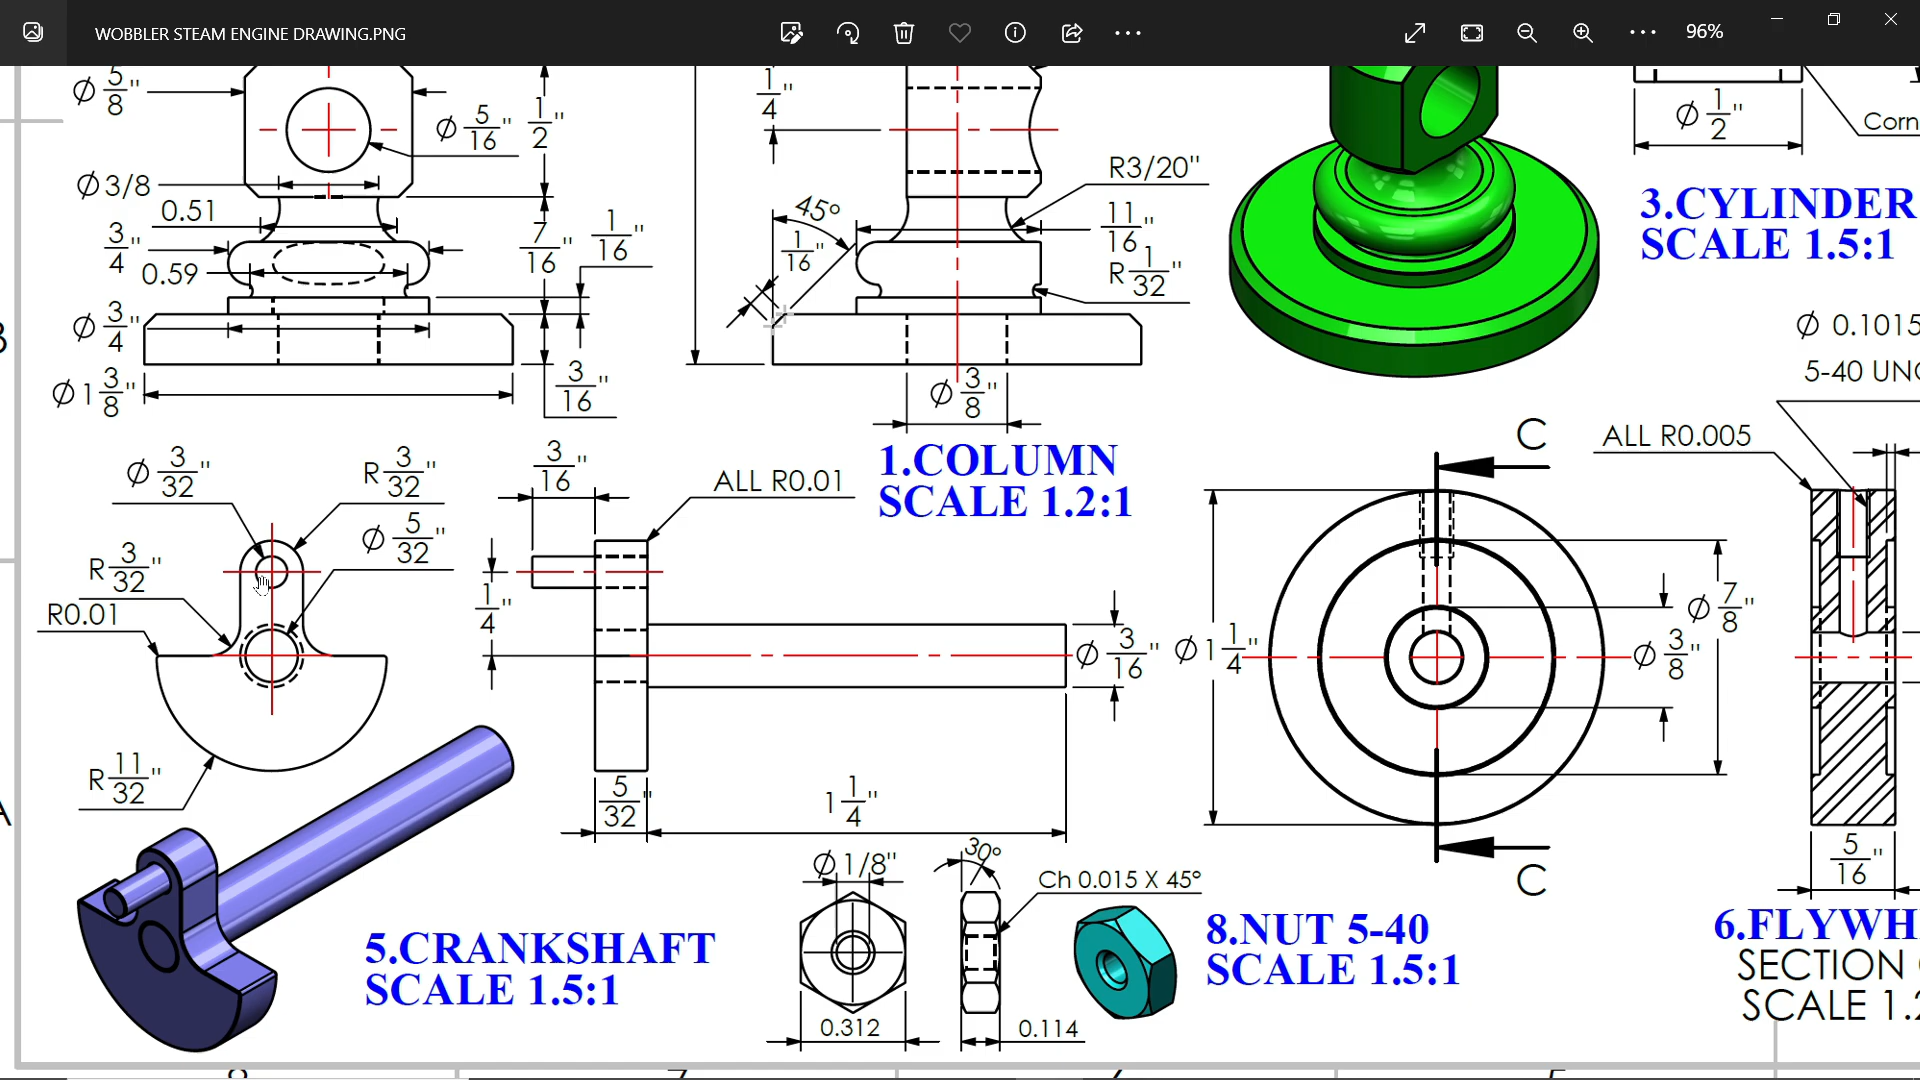 WOBBLER STEAM ENGINE DRAWING.PNG
96%
Ø 5/8"
Ø 5/16"
1/2"
Ø3/8
0.51
3/4"
0.59
7/16"
1/16"
Ø 3/4"
Ø1 3/8"
3/16"
1/4"
45°
1/16"
R3/20"
11/16"
R 1/32"
Ø 3/8"
1.COLUMN
SCALE 1.2:1
Ø 1/2"
Corn
3.CYLINDER
SCALE 1.5:1
Ø 0.1015
5-40 UNC
ALL R0.005
Ø 3/32"
R 3/32"
Ø 5/32"
R 3/32"
R0.01
R 11/32"
3/16"
ALL R0.01
1/4"
Ø 3/16"
5/32"
1 1/4"
5.CRANKSHAFT
SCALE 1.5:1
C
Ø1 1/4"
Ø 7/8"
Ø 3/8"
C
5/16"
6.FLYWH
SECTION
SCALE 1.2
Ø1/8"
30°
Ch 0.015 X 45°
0.312
0.114
8.NUT 5-40
SCALE 1.5:1
B
A